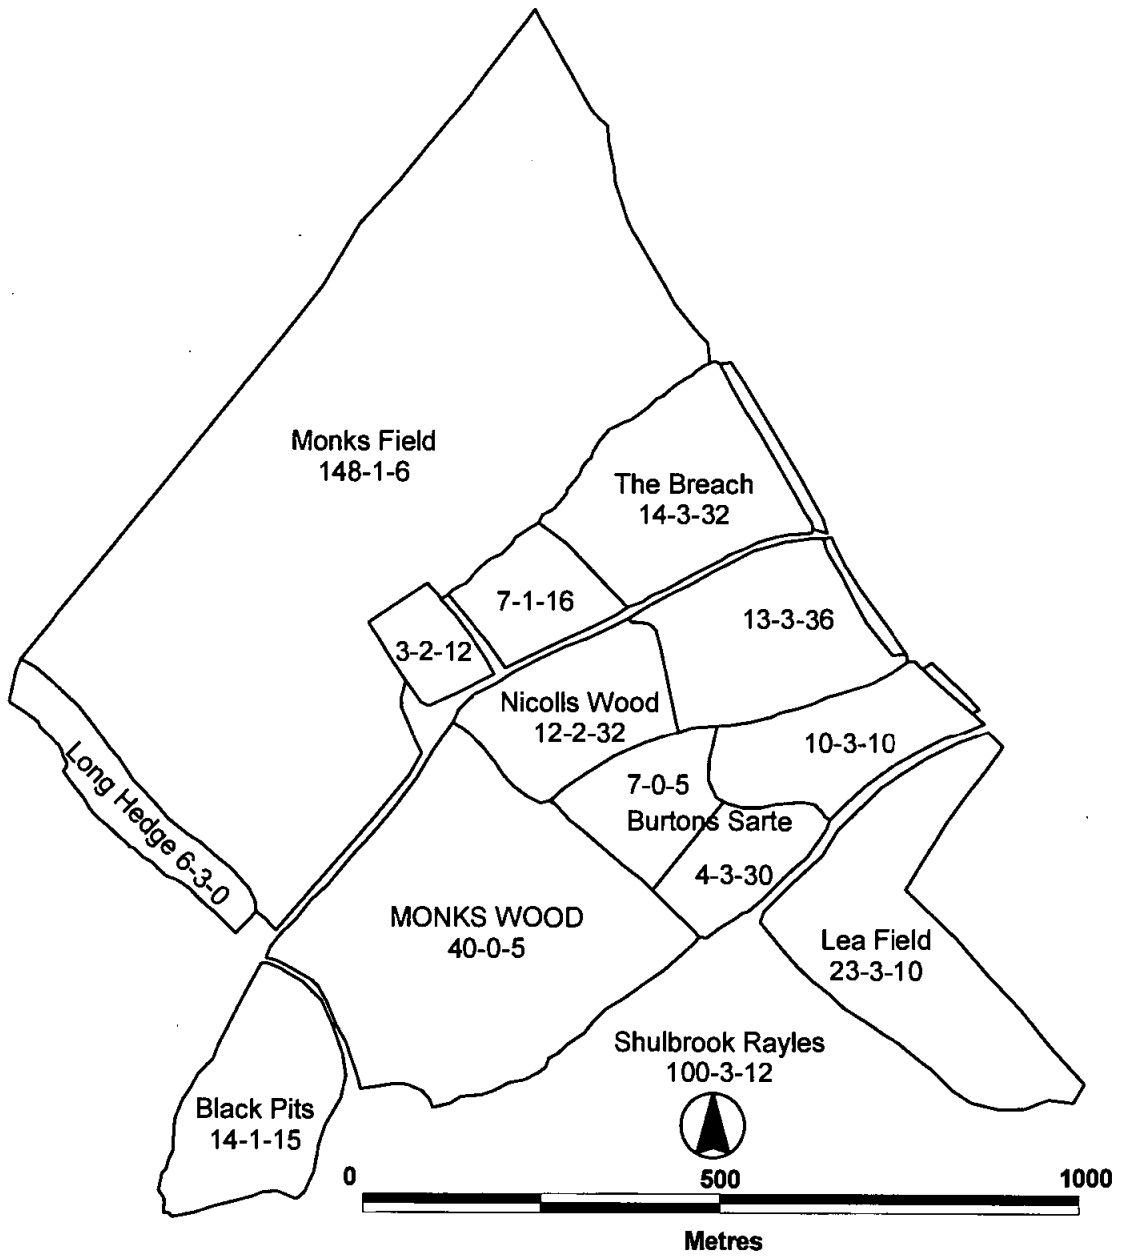 Monks Field
148-1-6
The Breach
14-3-32
7-1-16
13-3-36
3-2-12
Nicolls Wood
12-2-32
10-3-10
Long Hedge 6-3-0
7-0-5
Burtons Sarte
4-3-30
MONKS WOOD
40-0-5
Lea Field
23-3-10
Shulbrook Rayles
100-3-12
Black Pits
14-1-15
0 500 1000
Metres